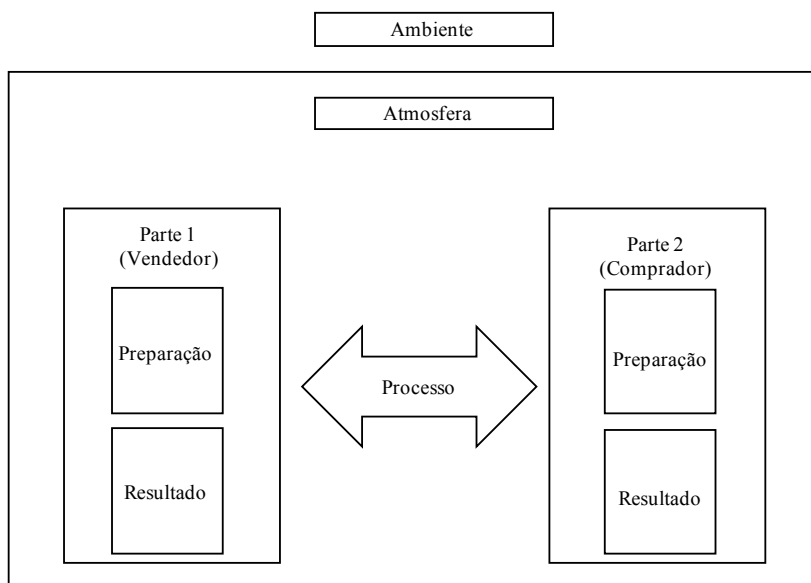 Ambiente
Atmosfera
Parte 1
(Vendedor)
Preparação
Resultado
Processo
Parte 2
(Comprador)
Preparação
Resultado